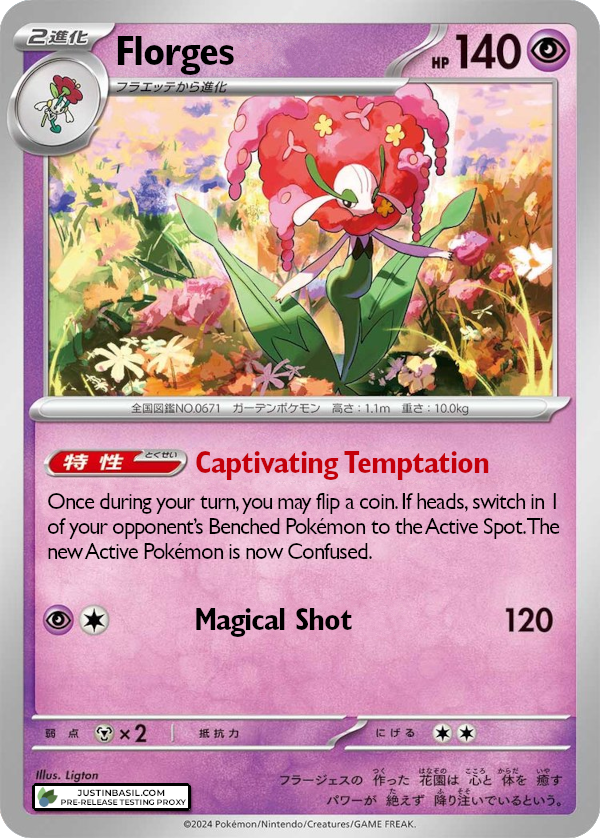 2進化
Florges
HP 140
フラエッテから進化
全国図鑑NO.0671 ガーデンポケモン 高さ:1.1m 重さ:10.0kg
特性 とくせい Captivating Temptation
Once during your turn, you may flip a coin. If heads, switch in 1
of your opponent's Benched Pokémon to the Active Spot. The
new Active Pokémon is now Confused.
Magical Shot 120
弱点 ×2 抵抗力 にげる
Illus. Ligton
JUSTINBASIL.COM
PRE-RELEASE TESTING PROXY
フラージェスの 作った 花園は 心と 体を 癒す
パワーが 絶えず 降り注いでいるという。
©2024 Pokémon/Nintendo/Creatures/GAME FREAK.